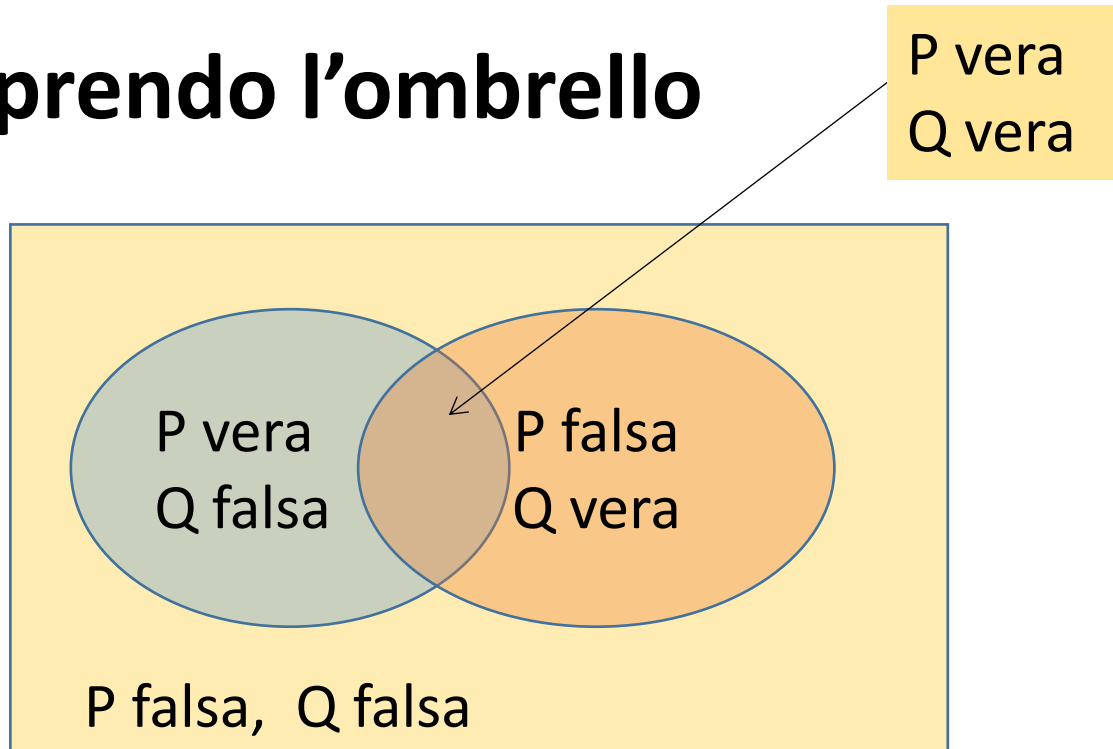 prendo l'ombrello
P vera
Q vera
P vera
Q falsa
P falsa
Q vera
P falsa, Q falsa